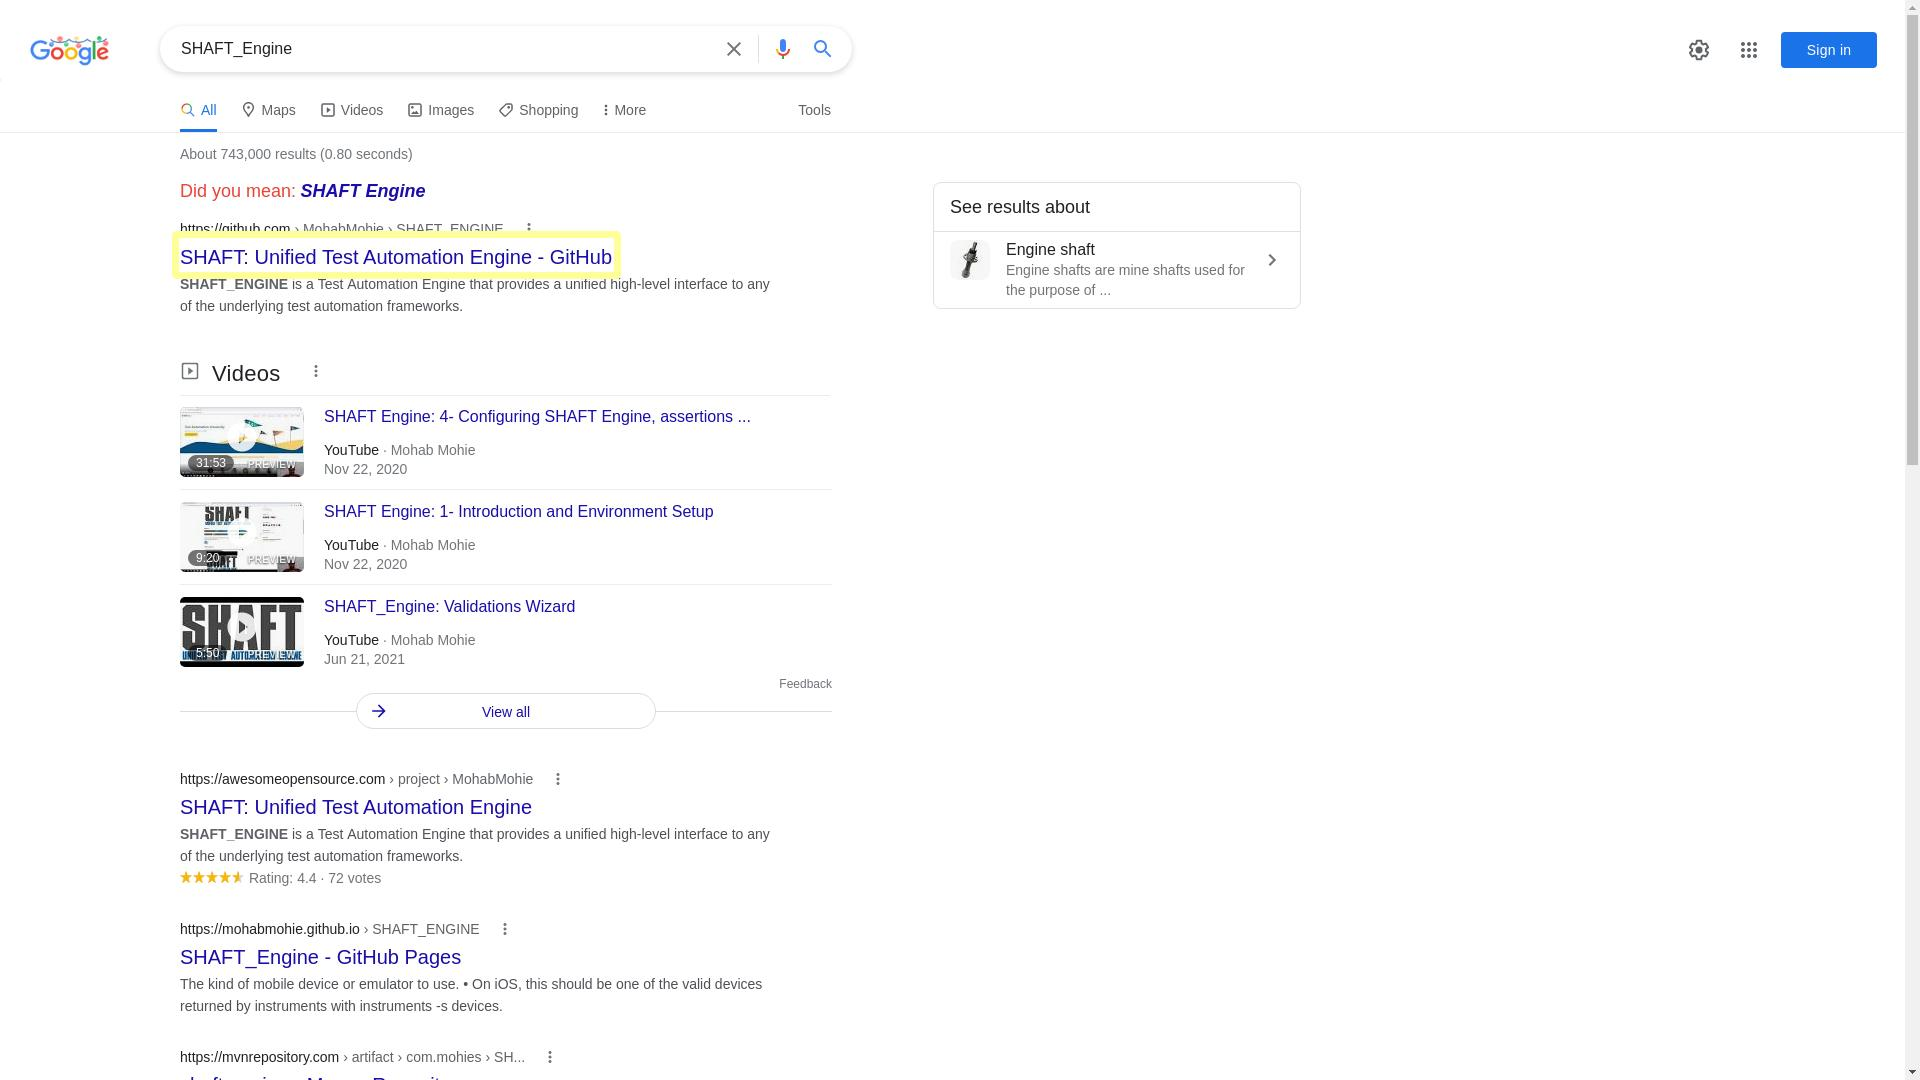 Google
SHAFT_Engine
Sign in
All Maps Videos Images Shopping More Tools
About 743,000 results (0.80 seconds)
Did you mean: SHAFT Engine
https://github.com › MohabMohie › SHAFT_ENGINE
SHAFT: Unified Test Automation Engine - GitHub
SHAFT_ENGINE is a Test Automation Engine that provides a unified high-level interface to any
of the underlying test automation frameworks.
See results about
Engine shaft
Engine shafts are mine shafts used for
the purpose of ...
Videos
SHAFT Engine: 4- Configuring SHAFT Engine, assertions ...
31:53 PREVIEW
YouTube · Mohab Mohie
Nov 22, 2020
SHAFT Engine: 1- Introduction and Environment Setup
SHAFT
9:20 PREVIEW
YouTube · Mohab Mohie
Nov 22, 2020
SHAFT_Engine: Validations Wizard
SHAFT
UNIFIED TEST AUTOMATION ENGINE
5:50 PREVIEW
YouTube · Mohab Mohie
Jun 21, 2021
Feedback
View all
https://awesomeopensource.com › project › MohabMohie
SHAFT: Unified Test Automation Engine
SHAFT_ENGINE is a Test Automation Engine that provides a unified high-level interface to any
of the underlying test automation frameworks.
Rating: 4.4 · 72 votes
https://mohabmohie.github.io › SHAFT_ENGINE
SHAFT_Engine - GitHub Pages
The kind of mobile device or emulator to use. • On iOS, this should be one of the valid devices
returned by instruments with instruments -s devices.
https://mvnrepository.com › artifact › com.mohies › SH...